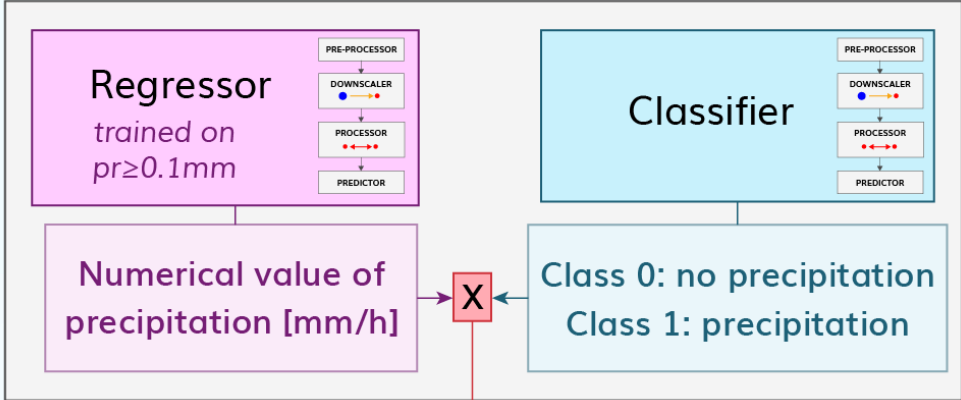 Regressor
trained on
pr≥0.1mm
PRE-PROCESSOR
DOWNSCALER
PROCESSOR
PREDICTOR
Classifier
PRE-PROCESSOR
DOWNSCALER
PROCESSOR
PREDICTOR
Numerical value of
precipitation [mm/h]
X
Class 0: no precipitation
Class 1: precipitation